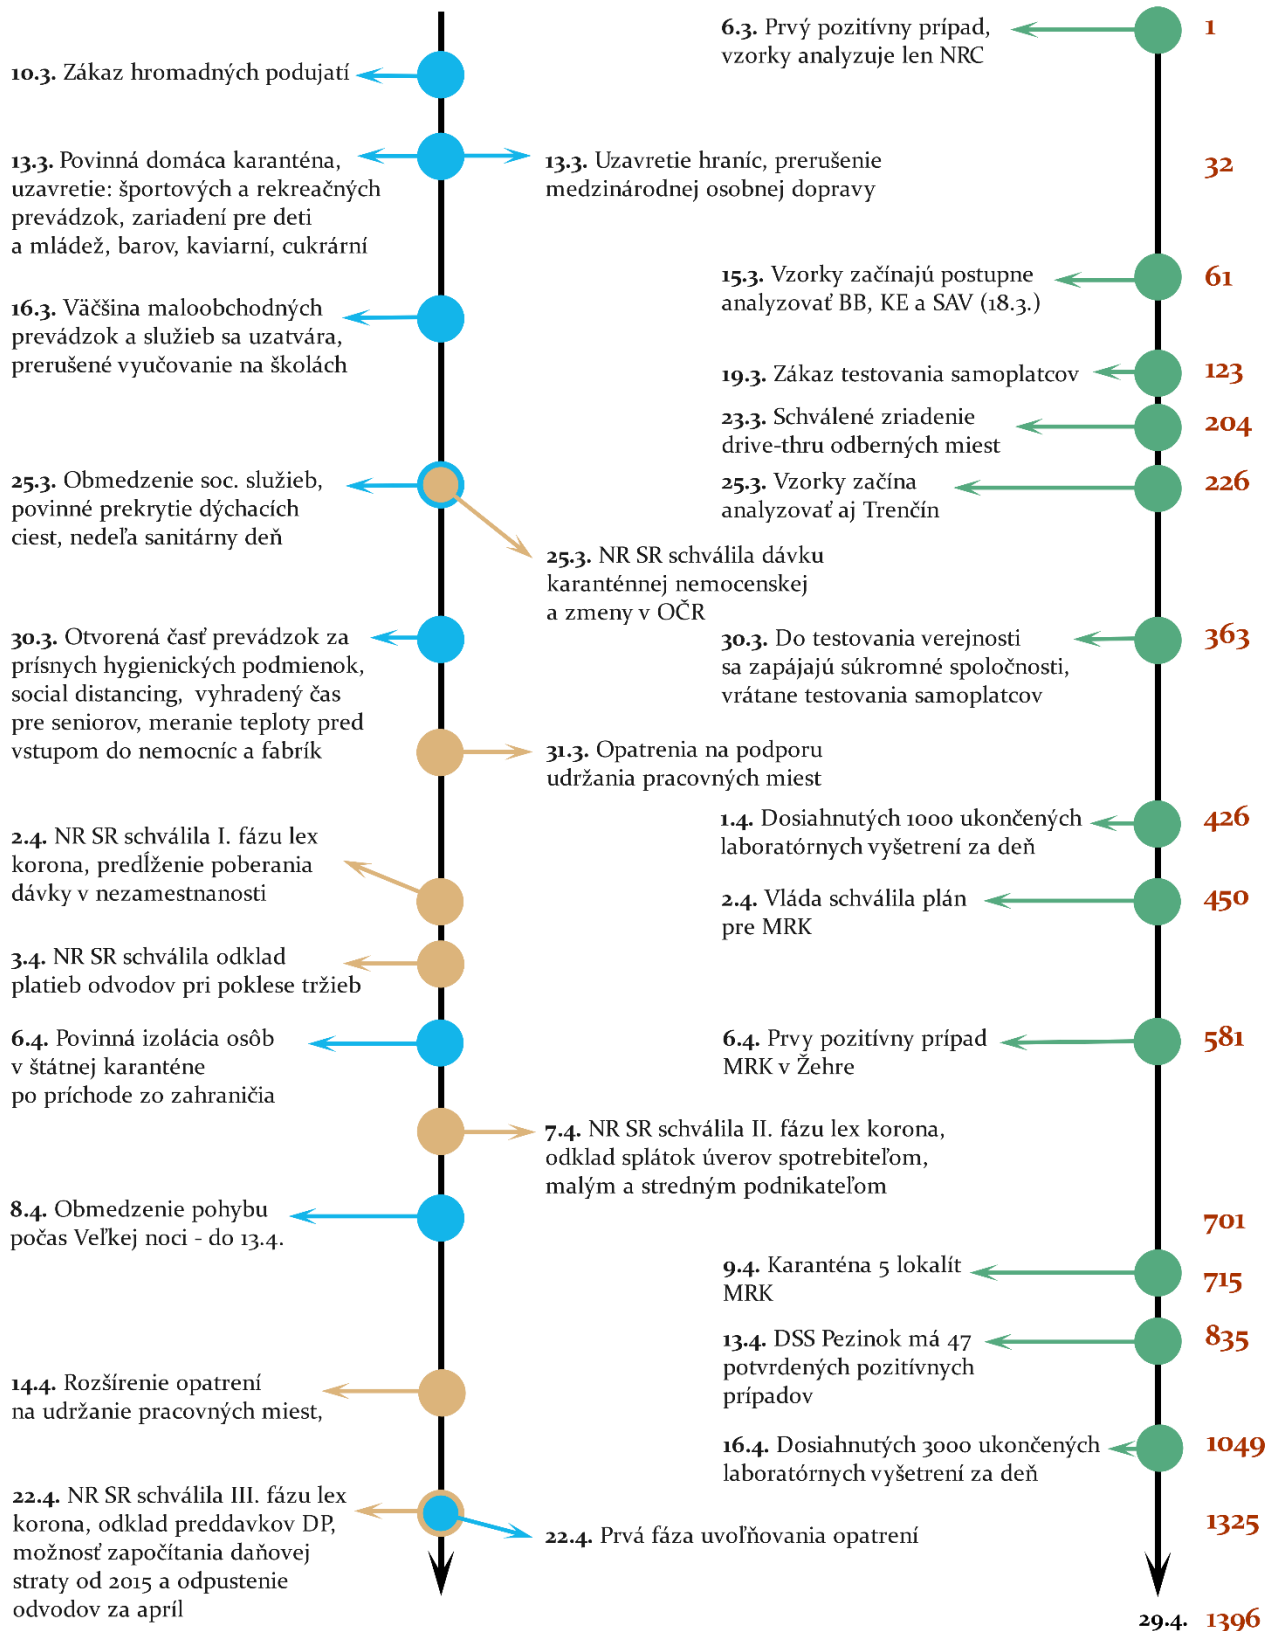 10.3. Zákaz hromadných podujatí
13.3. Povinná domáca karanténa,
uzavretie: športových a rekreačných
prevádzok, zariadení pre deti
a mládež, barov, kaviarní, cukrární
13.3. Uzavretie hraníc, prerušenie
medzinárodnej osobnej dopravy
16.3. Väčšina maloobchodných
prevádzok a služieb sa uzatvára,
prerušené vyučovanie na školách
25.3. Obmedzenie soc. služieb,
povinné prekrytie dýchacích
ciest, nedeľa sanitárny deň
25.3. NR SR schválila dávku
karanténnej nemocenskej
a zmeny v OČR
30.3. Otvorená časť prevádzok za
prísnych hygienických podmienok,
social distancing, vyhradený čas
pre seniorov, meranie teploty pred
vstupom do nemocníc a fabrík
31.3. Opatrenia na podporu
udržania pracovných miest
2.4. NR SR schválila I. fázu lex
korona, predĺženie poberania
dávky v nezamestnanosti
3.4. NR SR schválila odklad
platieb odvodov pri poklese tržieb
6.4. Povinná izolácia osôb
v štátnej karanténe
po príchode zo zahraničia
7.4. NR SR schválila II. fázu lex korona,
odklad splátok úverov spotrebiteľom,
malým a stredným podnikateľom
8.4. Obmedzenie pohybu
počas Veľkej noci - do 13.4.
14.4. Rozšírenie opatrení
na udržanie pracovných miest,
22.4. NR SR schválila III. fázu lex
korona, odklad preddavkov DP,
možnosť započítania daňovej
straty od 2015 a odpustenie
odvodov za apríl
22.4. Prvá fáza uvoľňovania opatrení
6.3. Prvý pozitívny prípad,
vzorky analyzuje len NRC
1
32
15.3. Vzorky začínajú postupne
analyzovať BB, KE a SAV (18.3.)
61
19.3. Zákaz testovania samoplatcov
123
23.3. Schválené zriadenie
drive-thru odberných miest
204
25.3. Vzorky začína
analyzovať aj Trenčín
226
30.3. Do testovania verejnosti
sa zapájajú súkromné spoločnosti,
vrátane testovania samoplatcov
363
1.4. Dosiahnutých 1000 ukončených
laboratórnych vyšetrení za deň
426
2.4. Vláda schválila plán
pre MRK
450
6.4. Prvy pozitívny prípad
MRK v Žehre
581
701
9.4. Karanténa 5 lokalít
MRK
715
13.4. DSS Pezinok má 47
potvrdených pozitívnych
prípadov
835
16.4. Dosiahnutých 3000 ukončených
laboratórnych vyšetrení za deň
1049
1325
29.4. 1396